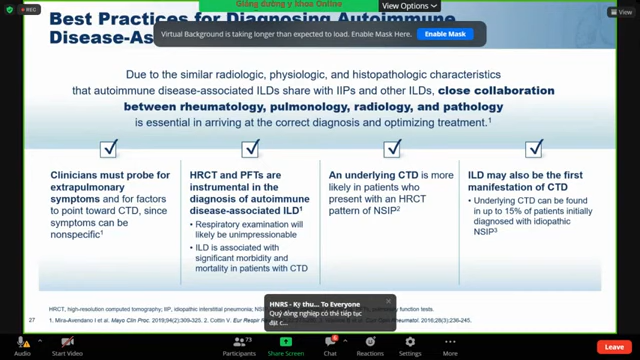 REC
Giảng đường y khoa Online
View Options
View
Best Practices for Diagnosing Autoimmune
Disease-As
Virtual Background is taking longer than expected to load. Enable Mask Here.
Enable Mask
Due to the similar radiologic, physiologic, and histopathologic characteristics
that autoimmune disease-associated ILDs share with IIPs and other ILDs, close collaboration
between rheumatology, pulmonology, radiology, and pathology
is essential in arriving at the correct diagnosis and optimizing treatment.1
Clinicians must probe for
extrapulmonary
symptoms and for factors
to point toward CTD, since
symptoms can be
nonspecific1
HRCT and PFTs are
instrumental in the
diagnosis of autoimmune
disease-associated ILD1
• Respiratory examination will
likely be unimpressionable
• ILD is associated with
significant morbidity and
mortality in patients with CTD
An underlying CTD is more
likely in patients who
present with an HRCT
pattern of NSIP2
ILD may also be the first
manifestation of CTD
• Underlying CTD can be found
in up to 15% of patients initially
diagnosed with idiopathic
NSIP3
HNRS - Kỹ thu... To Everyone
Quý đồng nghiệp có thể tiếp tục
đặt c...
HRCT, high-resolution computed tomography; IIP, idiopathic interstitial pneumonia; NSIP, pulmonary function tests.
27
1. Mira-Avendano I et al. Mayo Clin Proc. 2019;94(2):309-325. 2. Cottin V. Eur Respir 2016;28(3):236-245.
Audio
Start Video
73
Participants
Share Screen
Chat
Reactions
Settings
More
Leave